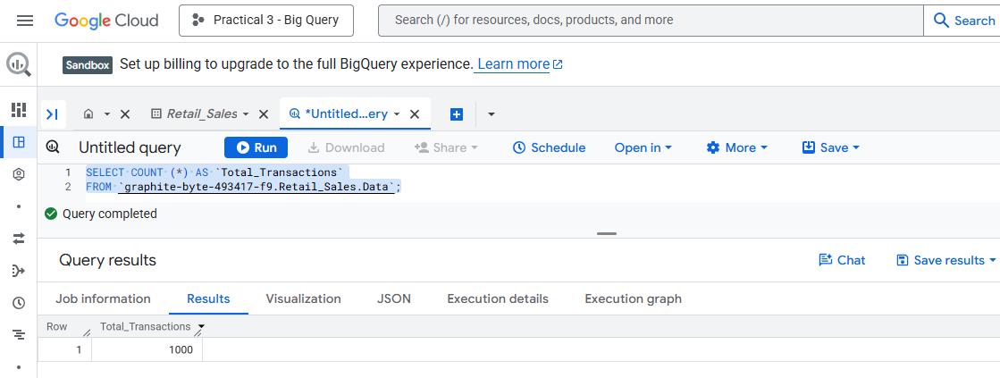 Google Cloud Practical 3 - Big Query Search (/) for resources, docs, products, and more Search
Sandbox Set up billing to upgrade to the full BigQuery experience. Learn more
Retail_Sales *Untitled...ery
Untitled query Run Download Share Schedule Open in More Save
1 SELECT COUNT (*) AS `Total_Transactions`
2 FROM `graphite-byte-493417-f9.Retail_Sales.Data`;
Query completed
Query results Chat Save results
Job information Results Visualization JSON Execution details Execution graph
Row Total_Transactions
1 1000